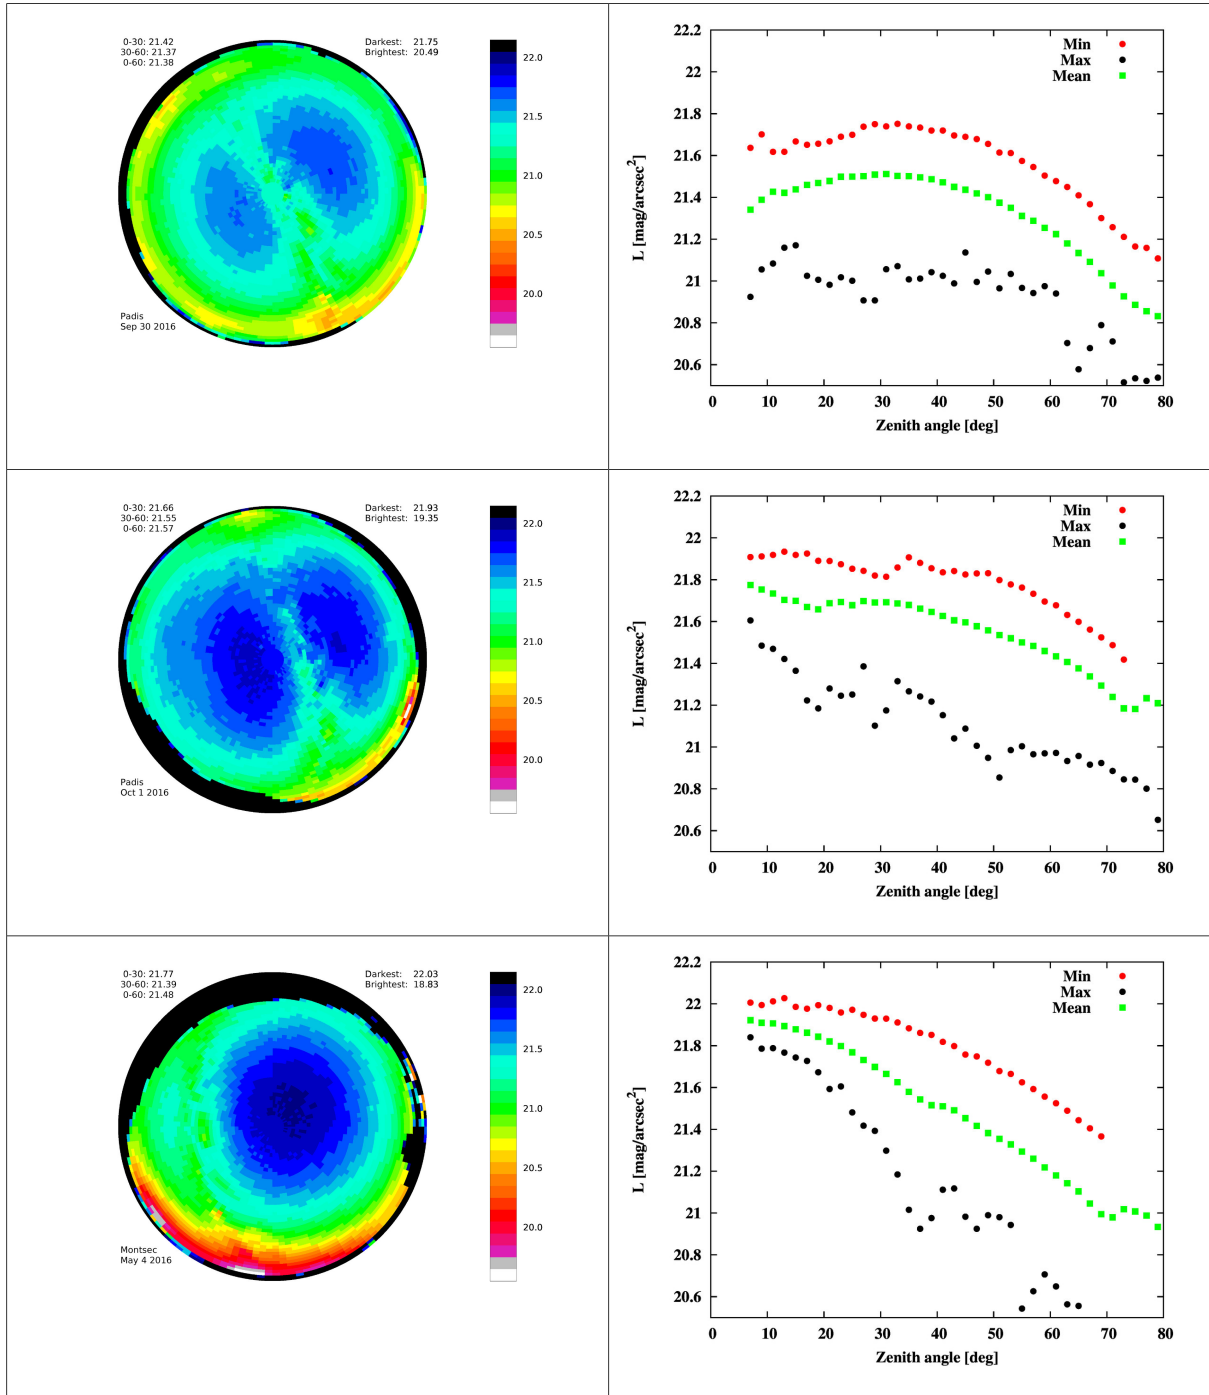 0-30: 21.42
30-60: 21.37
0-60: 21.38
Darkest: 21.75
Brightest: 20.49
22.0
21.5
21.0
20.5
20.0
Padis
Sep 30 2016
22.2
22
21.8
21.6
21.4
21.2
21
20.8
20.6
L [mag/arcsec²]
Min
Max
Mean
0 10 20 30 40 50 60 70 80
Zenith angle [deg]
0-30: 21.66
30-60: 21.55
0-60: 21.57
Darkest: 21.93
Brightest: 19.35
22.0
21.5
21.0
20.5
20.0
Padis
Oct 1 2016
22.2
22
21.8
21.6
21.4
21.2
21
20.8
20.6
L [mag/arcsec²]
Min
Max
Mean
0 10 20 30 40 50 60 70 80
Zenith angle [deg]
0-30: 21.77
30-60: 21.39
0-60: 21.48
Darkest: 22.03
Brightest: 18.83
22.0
21.5
21.0
20.5
20.0
Montsec
May 4 2016
22.2
22
21.8
21.6
21.4
21.2
21
20.8
20.6
L [mag/arcsec²]
Min
Max
Mean
0 10 20 30 40 50 60 70 80
Zenith angle [deg]